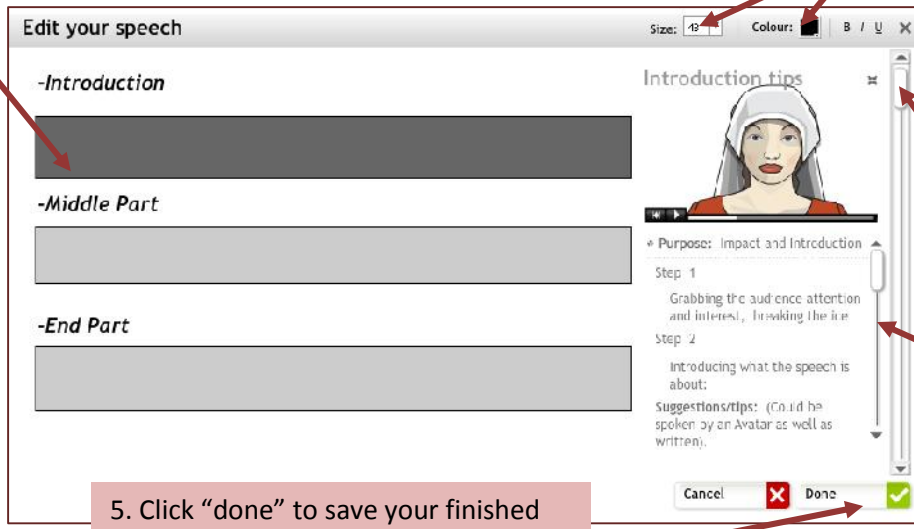 Edit your speech
Size: 13 Colour: B I U
-Introduction
-Middle Part
-End Part
Introduction tips
Purpose: Impact and Introduction
Step 1
Grabbing the audience attention
and interest, breaking the ice
Step 2
Introducing what the speech is
about:
Suggestions/tips: (Could be
spoken by an Avatar as well as
written).
Cancel Done
5. Click “done” to save your finished